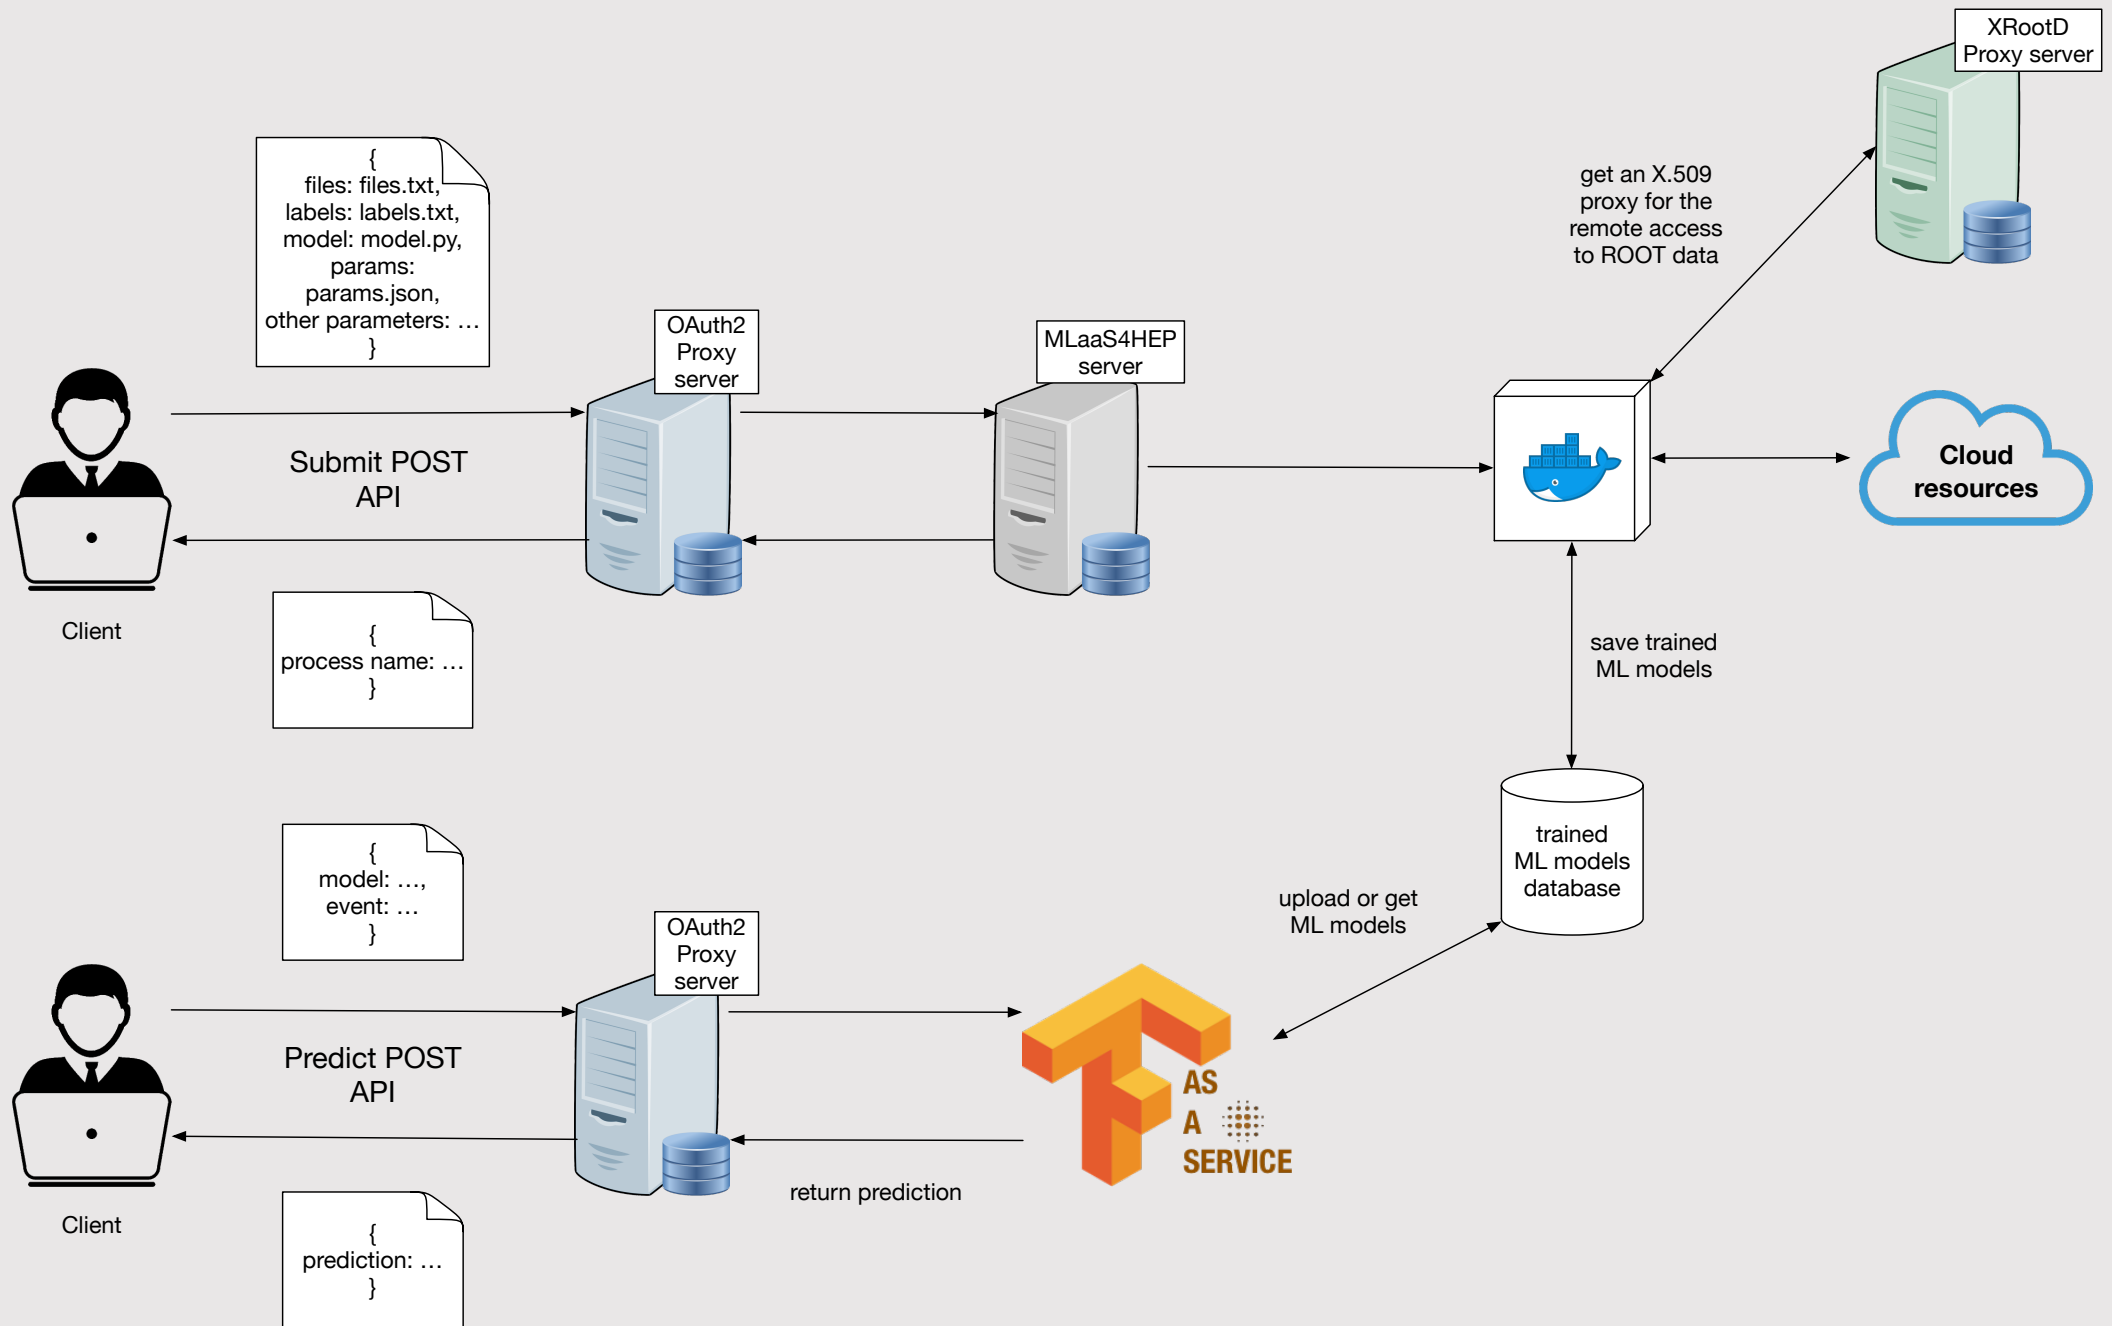 XRootD
Proxy server
{
files: files.txt,
labels: labels.txt,
model: model.py,
params:
params.json,
other parameters: …
}
get an X.509
proxy for the
remote access
to ROOT data
OAuth2
Proxy
server
MLaaS4HEP
server
Submit POST
API
Cloud
resources
Client
{
process name: …
}
save trained
ML models
trained
ML models
database
{
model: …,
event: …
}
upload or get
ML models
OAuth2
Proxy
server
Predict POST
API
AS
A
SERVICE
return prediction
Client
{
prediction: …
}